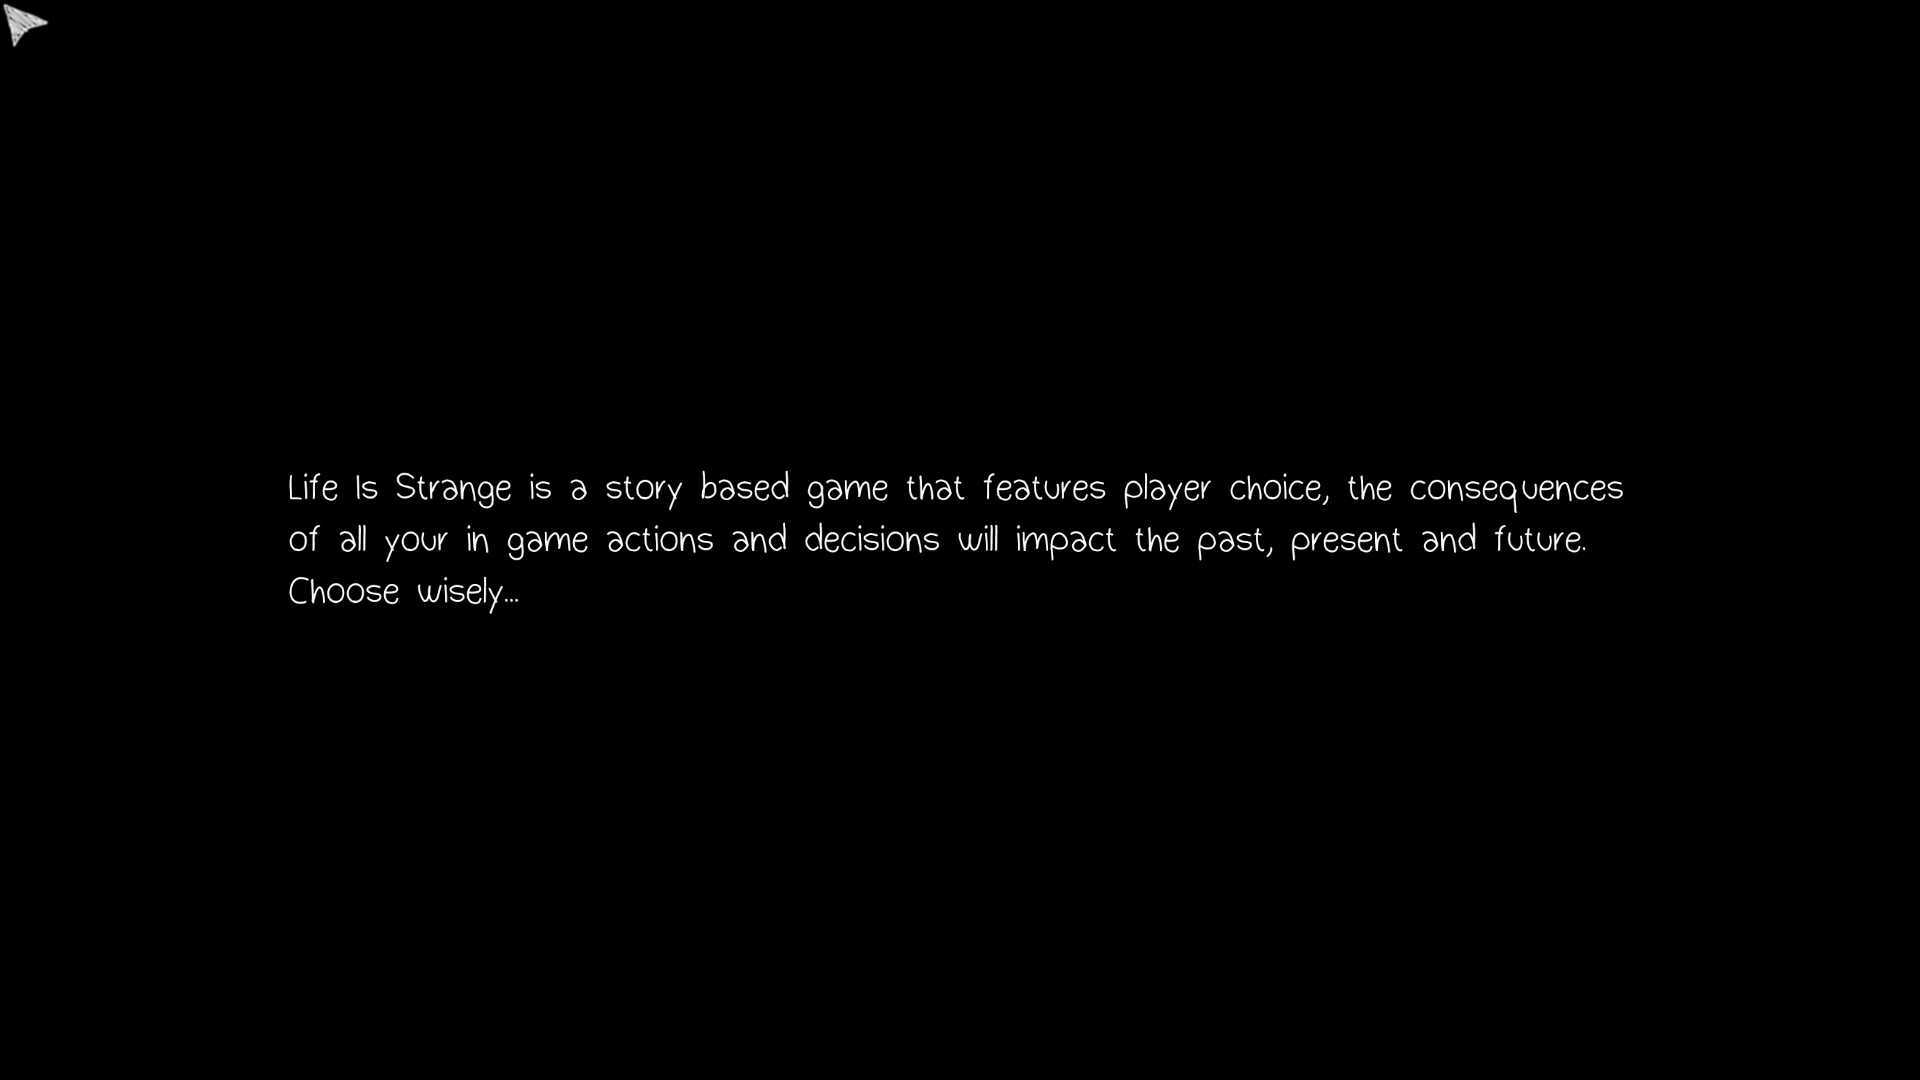 Life Is Strange is a story based game that features player choice, the consequences
of all your in game actions and decisions will impact the past, present and future.
Choose wisely...